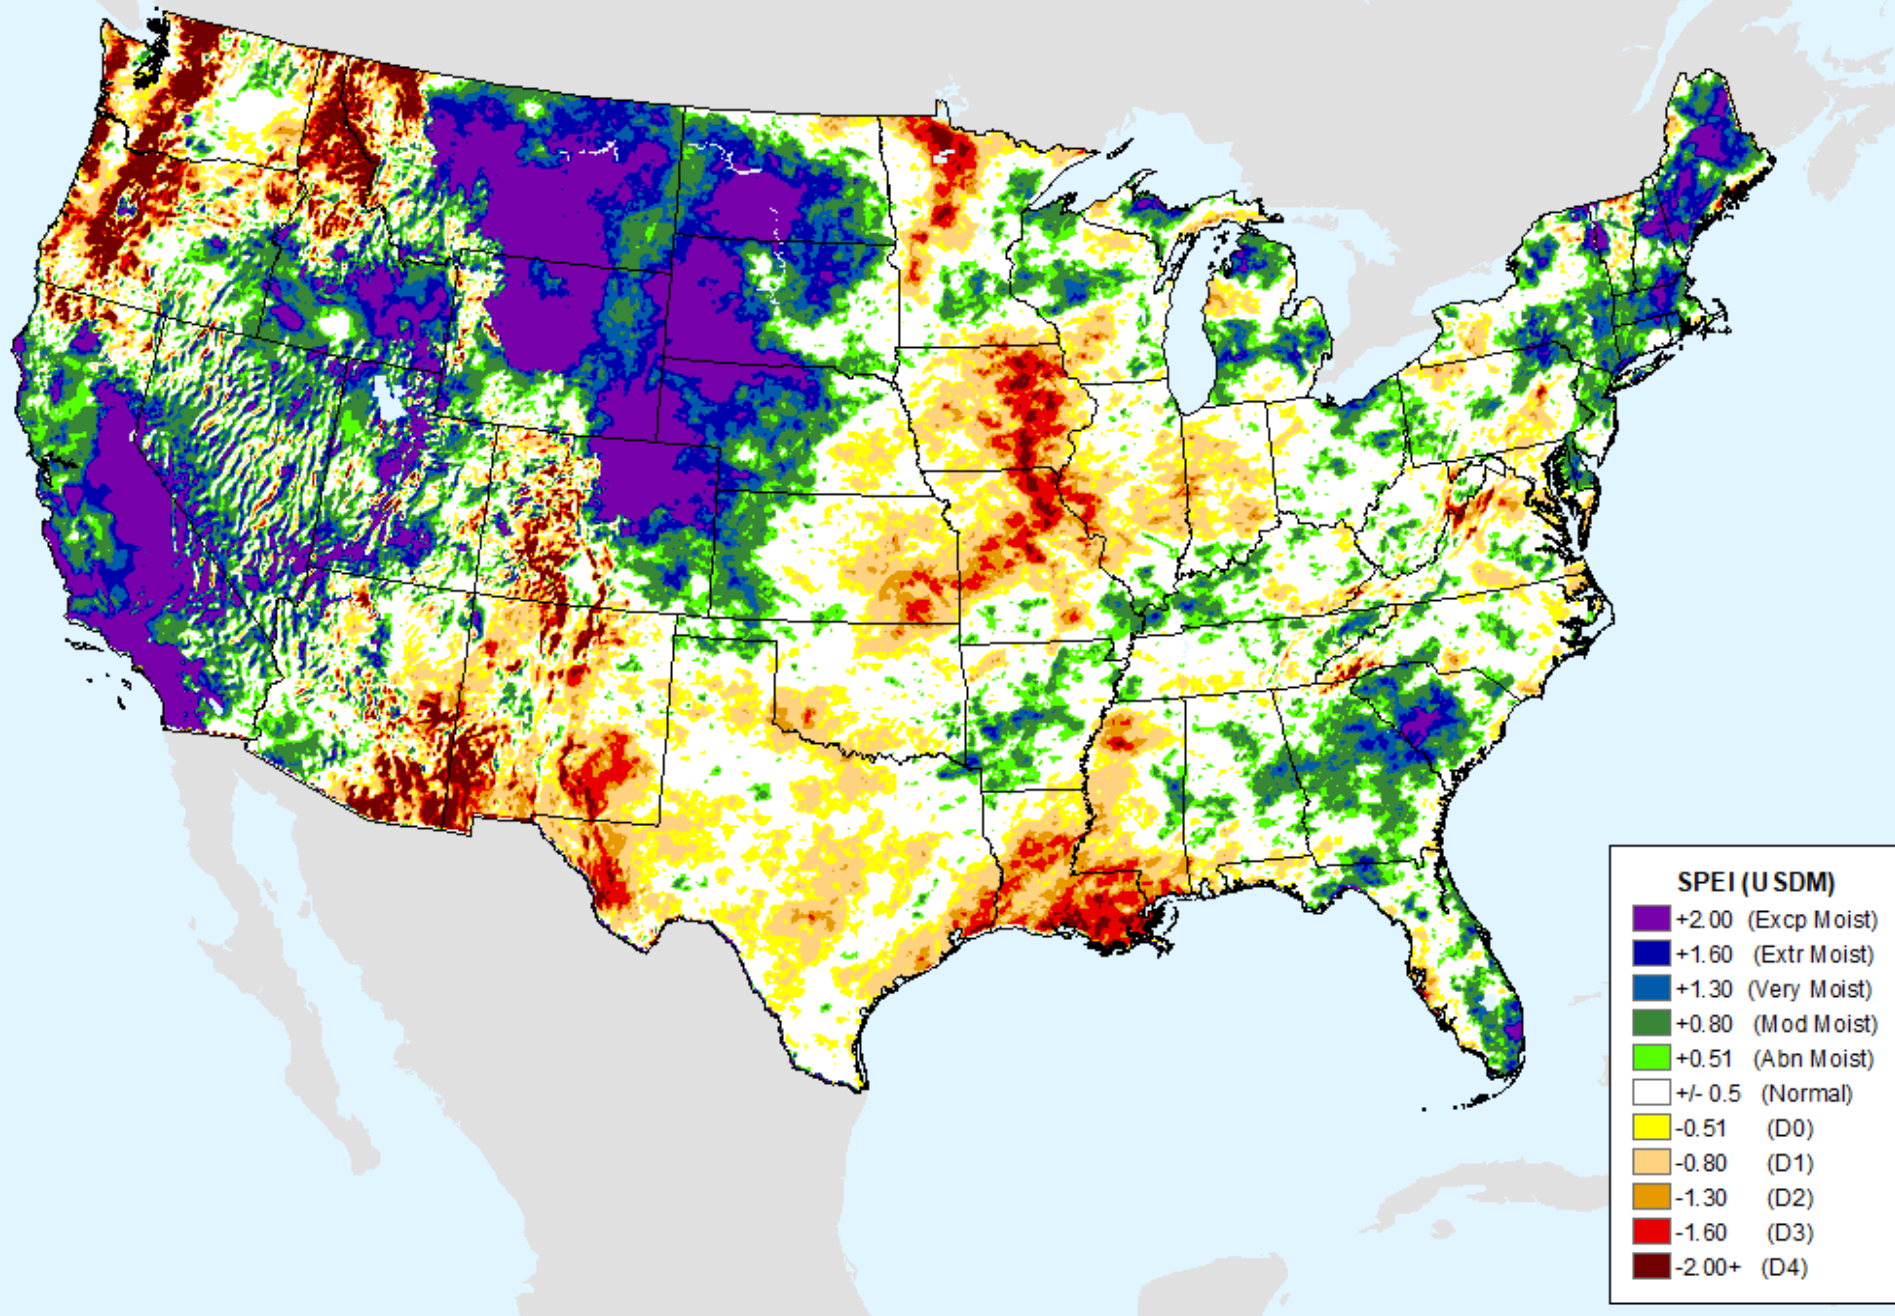 SPEI (USDM)
+2.00 (Excp Moist)
+1.60 (Extr Moist)
+1.30 (Very Moist)
+0.80 (Mod Moist)
+0.51 (Abn Moist)
+/- 0.5 (Normal)
-0.51 (D0)
-0.80 (D1)
-1.30 (D2)
-1.60 (D3)
-2.00+ (D4)